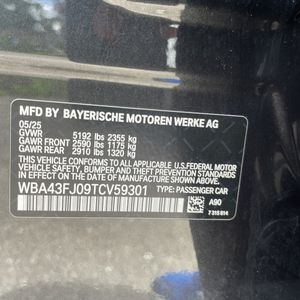 MFD BY BAYERISCHE MOTOREN WERKE AG
05/25
GVWR 5192 lbs 2355 kg
GAWR FRONT 2590 lbs 1175 kg
GAWR REAR 2910 lbs 1320 kg
THIS VEHICLE CONFORMS TO ALL APPLICABLE
FEDERAL MOTOR VEHICLE SAFETY, BUMPER AND
THEFT PREVENTION STANDARDS IN EFFECT ON
THE DATE OF MANUFACTURE SHOWN ABOVE.
WBA43FJ09TCV59301 TYPE: PASSENGER CAR
A90
7 315 614